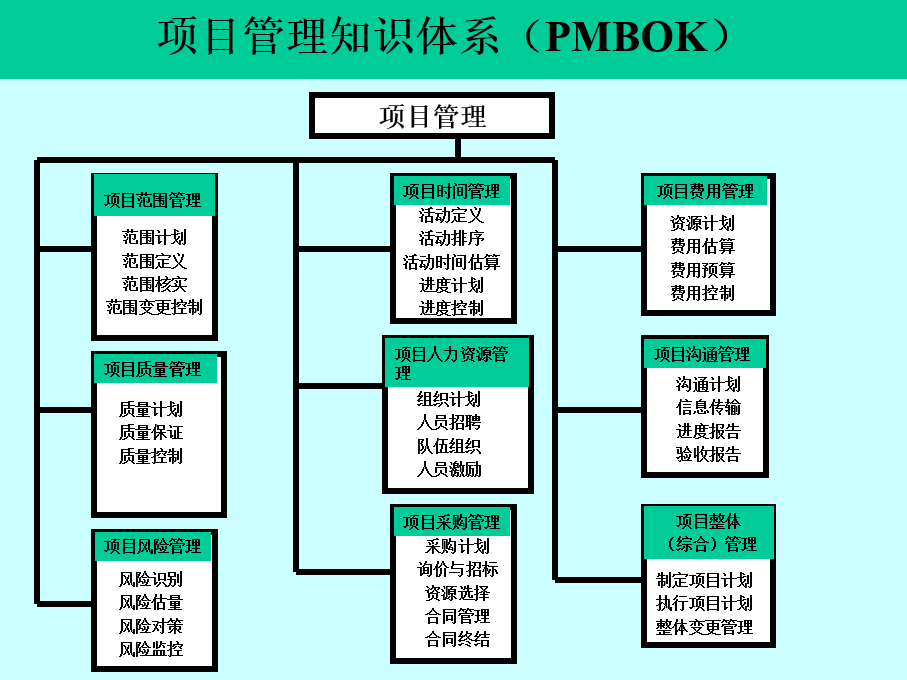 项目管理知识体系（PMBOK）
项目管理
项目范围管理
范围计划
范围定义
范围核实
范围变更控制
项目质量管理
质量计划
质量保证
质量控制
项目风险管理
风险识别
风险估量
风险对策
风险监控
项目时间管理
活动定义
活动排序
活动时间估算
进度计划
进度控制
项目人力资源管
理
组织计划
人员招聘
队伍组织
人员激励
项目采购管理
采购计划
询价与招标
资源选择
合同管理
合同终结
项目费用管理
资源计划
费用估算
费用预算
费用控制
项目沟通管理
沟通计划
信息传输
进度报告
验收报告
项目整体
（综合）管理
制定项目计划
执行项目计划
整体变更管理